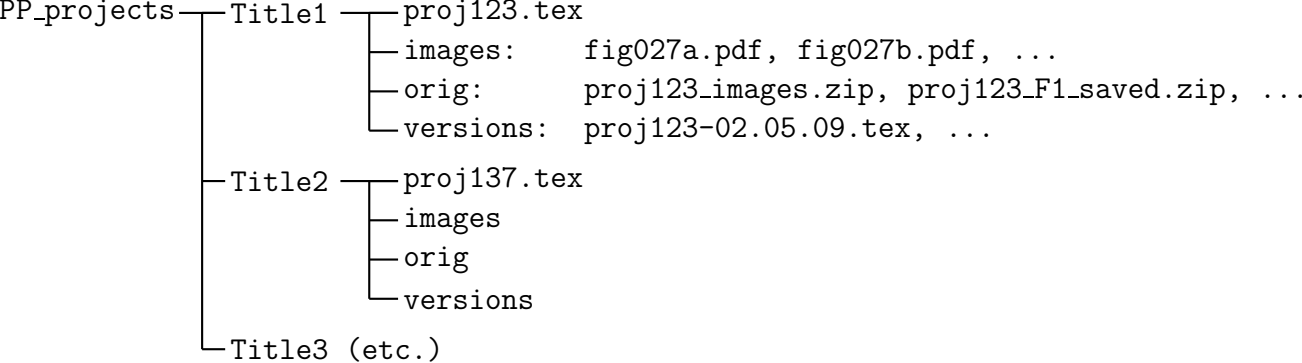 PP_projects Title1 proj123.tex
images: fig027a.pdf, fig027b.pdf, ...
orig: proj123_images.zip, proj123_F1_saved.zip, ...
versions: proj123-02.05.09.tex, ...
Title2 proj137.tex
images
orig
versions
Title3 (etc.)